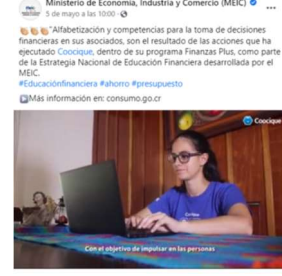 Ministerio de Economía, Industria y Comercio (MEIC)
5 de mayo a las 10:00 ·
"Alfabetización y competencias para la toma de decisiones
financieras en sus asociados, son el resultado de las acciones que ha
ejecutado Coocique, dentro de su programa Finanzas Plus, como parte
de la Estrategia Nacional de Educación Financiera desarrollada por el
MEIC.
#Educaciónfinanciera #ahorro #presupuesto
Más información en: consumo.go.cr
Coocique
Con el objetivo de impulsar en las personas